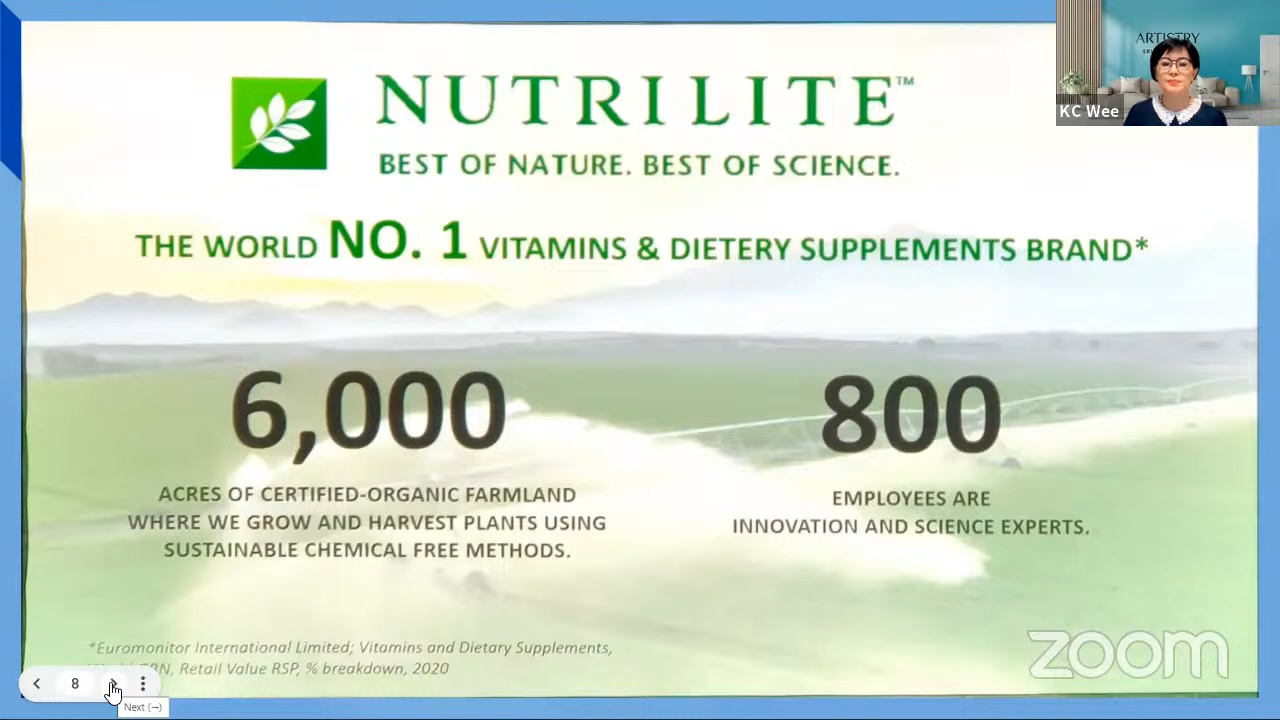 ARTISTRY
KC Wee
NUTRILITE™
BEST OF NATURE. BEST OF SCIENCE.
THE WORLD NO. 1 VITAMINS & DIETERY SUPPLEMENTS BRAND*
6,000
ACRES OF CERTIFIED-ORGANIC FARMLAND
WHERE WE GROW AND HARVEST PLANTS USING
SUSTAINABLE CHEMICAL FREE METHODS.
800
EMPLOYEES ARE
INNOVATION AND SCIENCE EXPERTS.
*Euromonitor International Limited; Vitamins and Dietary Supplements,
Retail Value RSP, % breakdown, 2020
zoom
8
Next (→)